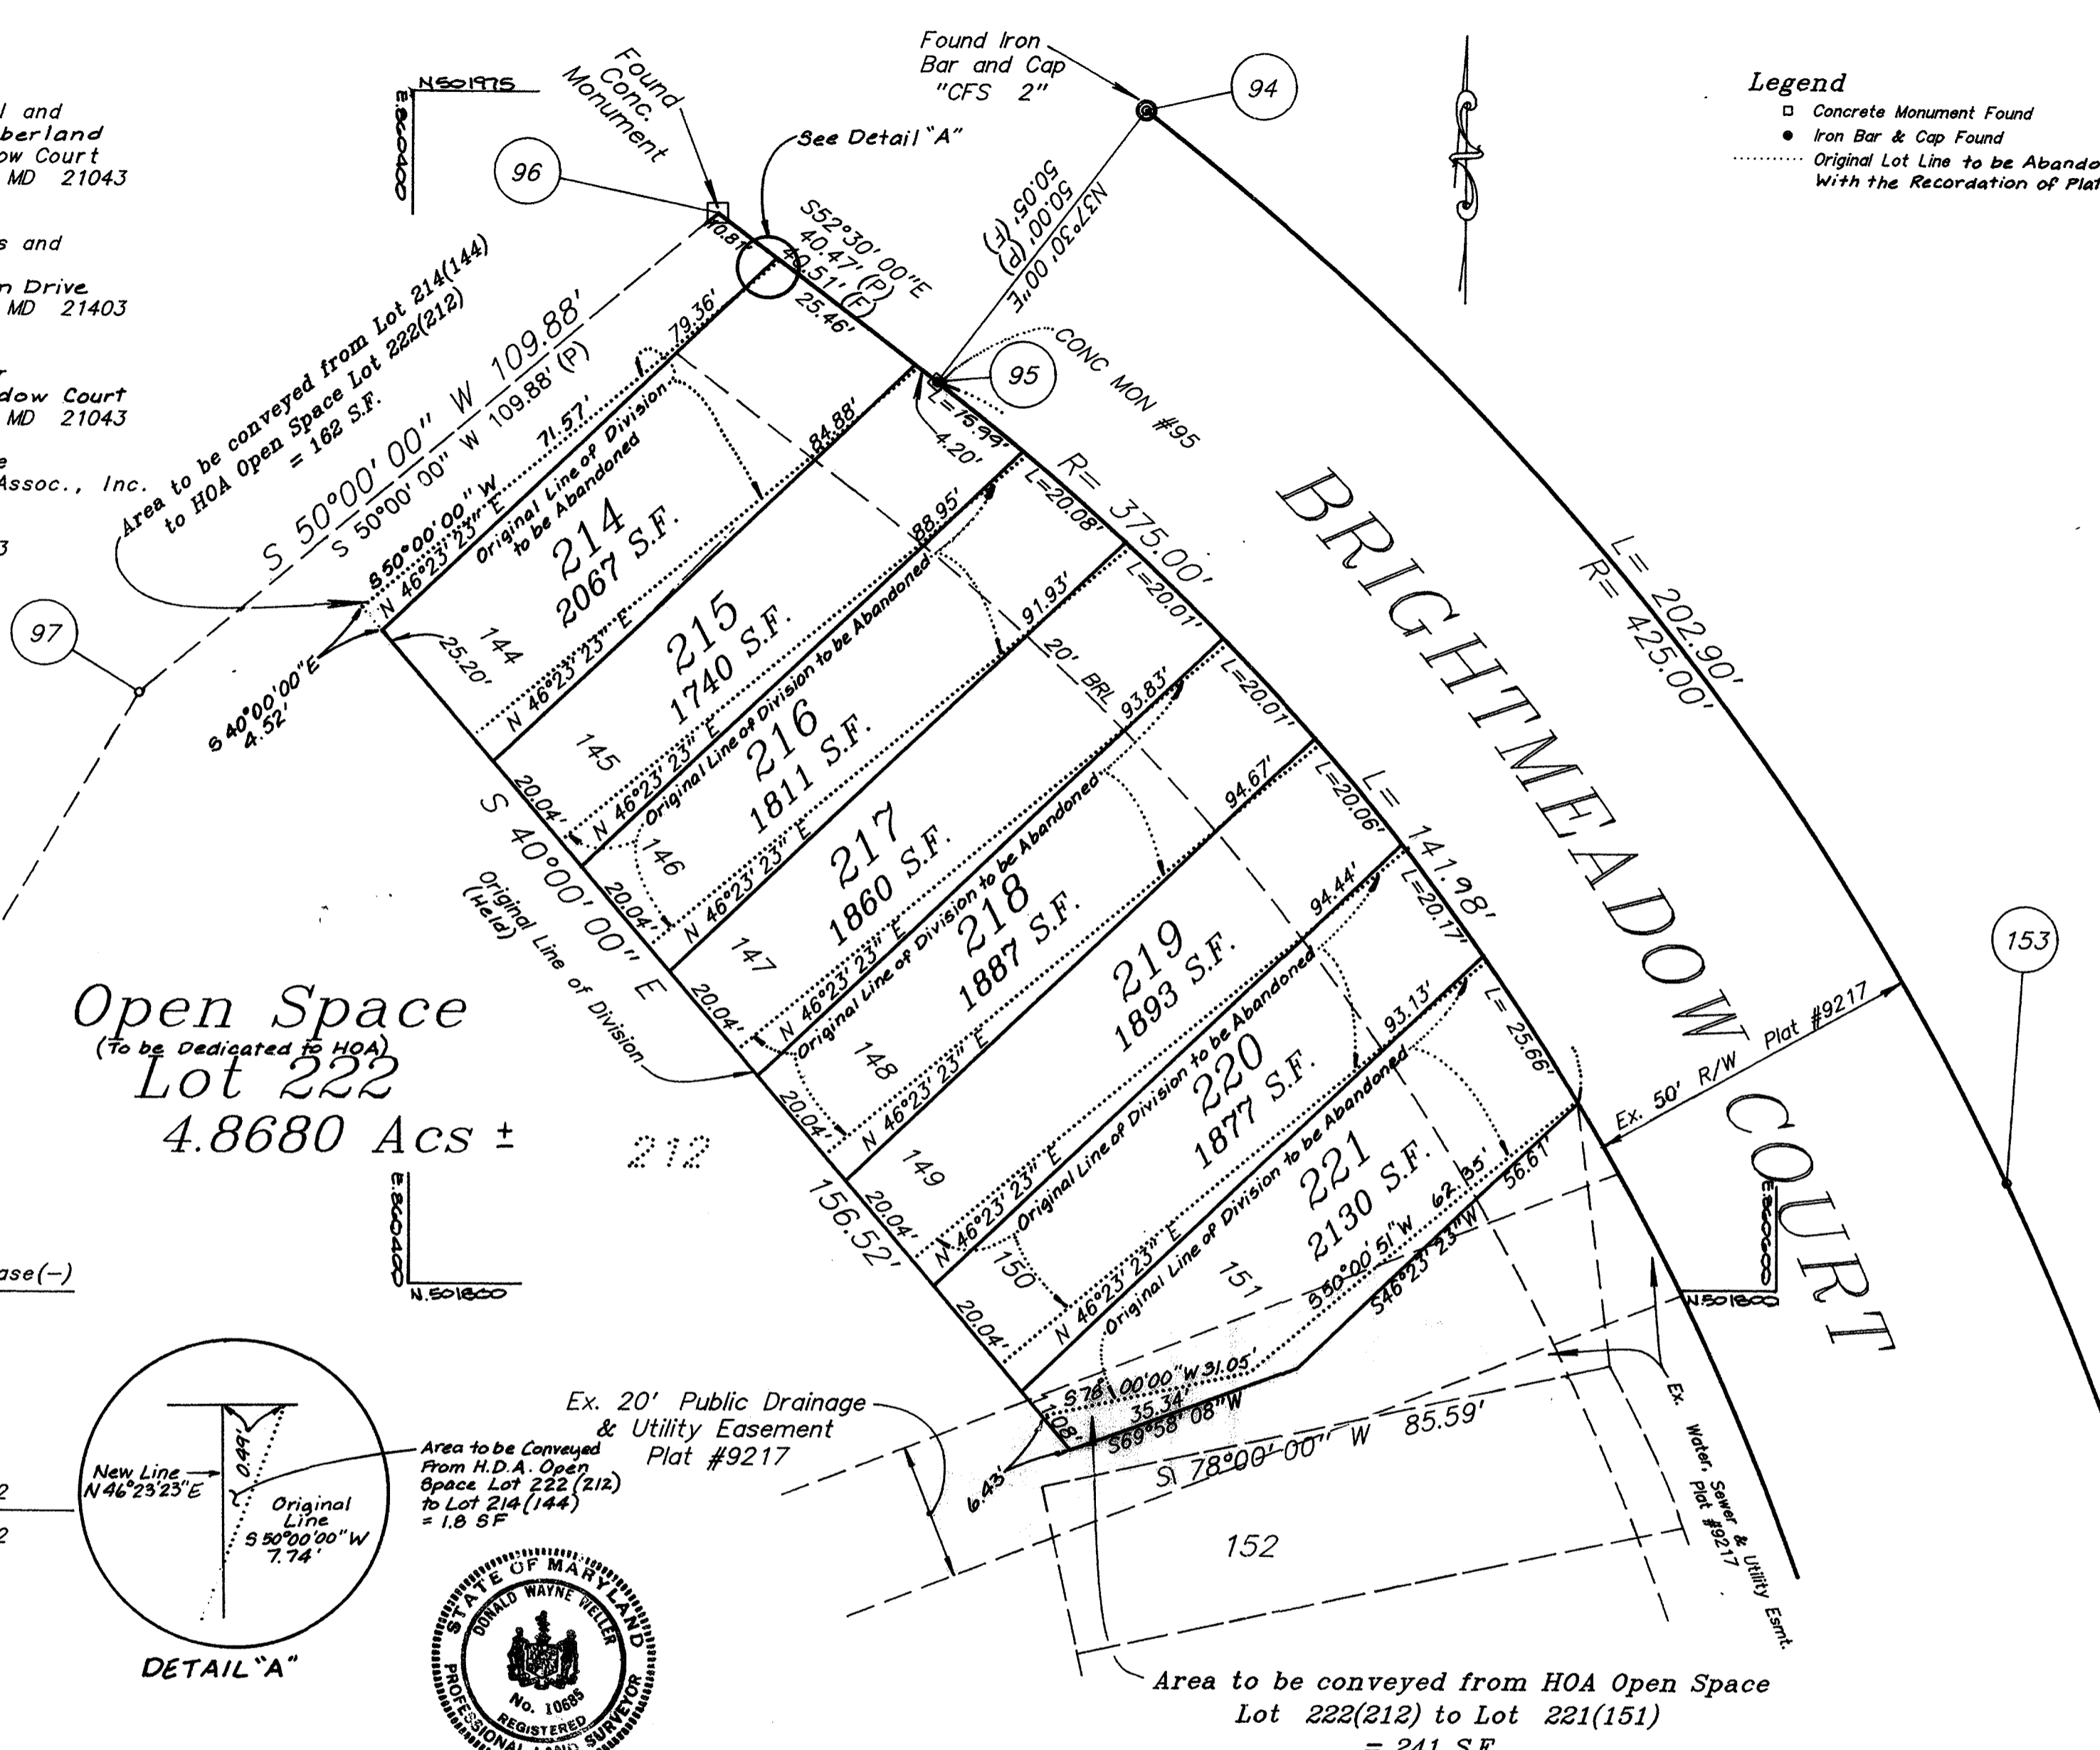 l and
berland
ow Court
MD 21043
s and
n Drive
MD 21403
dow Court
MD 21043
e
Assoc., Inc.
3
ase(-)
2
2
N501975
E.860400
Found
Conc.
Monument
96
See Detail "A"
Found Iron
Bar and Cap
"CFS 2"
94
Legend
Concrete Monument Found
Iron Bar & Cap Found
Original Lot Line to be Abando
With the Recordation of Plat
N37°30'00"E
50.00' (P)
50.05' (F)
S52°30'00"E
40.47' (P)
40.51' (F)
10.81'
25.46'
95
CONC MON #95
4.20'
Area to be conveyed from Lot 214(144)
to HOA Open Space Lot 222(212)
= 162 S.F.
S 50°00'00" W 109.88'
S 50°00'00" W 109.88' (P)
79.36'
71.57'
S 50°00'00" W
N 46°23'23" E
Original Line of Division
to be Abandoned
97
S 40°00'00"E
4.52'
25.20'
144
214
2067 S.F.
84.88'
N 46°23'23" E
L=15.99'
R= 375.00'
145
215
1740 S.F.
88.95'
N 46°23'23" E
Original Line of Division to be Abandoned
L=20.08'
20.04'
146
216
1811 S.F.
91.93'
N 46°23'23" E
L=20.01'
20.04'
20' BRL
147
217
1860 S.F.
93.83'
N 46°23'23" E
Original Line of Division to be Abandoned
L=20.01'
20.04'
148
218
1887 S.F.
94.67'
N 46°23'23" E
L=20.06'
20.04'
149
219
1893 S.F.
94.44'
N 46°23'23" E
Original Line of Division to be Abandoned
L=20.17'
20.04'
150
220
1877 S.F.
93.13'
N 46°23'23" E
Original Line of Division to be Abandoned
L= 25.66'
20.04'
151
221
2130 S.F.
S50°00'51"W 62.35'
56.61'
S46°23'23"W
S 78°00'00"W 31.05'
35.34'
S69°58'08"W
11.08'
6.43'
S 40°00'00" E
156.52'
Original Line of Division
(Held)
L= 141.98'
BRIGHTMEADOW COURT
L= 202.90'
R= 425.00'
153
Ex. 50' R/W Plat #9217
E.860600
N.501800
Open Space
(To be Dedicated to HOA)
Lot 222
4.8680 Acs ±
212
E.860400
N.501800
Ex. 20' Public Drainage
& Utility Easement
Plat #9217
S 78°00'00" W 85.59'
152
Ex. Water, Sewer & Utility Esmt.
Plat #9217
Area to be conveyed from HOA Open Space
Lot 222(212) to Lot 221(151)
= 241 S.F.
New Line
N46°23'23"E
0.49'
Original
Line
S 50°00'00"W
7.74'
DETAIL "A"
Area to be Conveyed
From H.D.A. Open
Space Lot 222 (212)
to Lot 214 (144)
= 1.8 SF
STATE OF MARYLAND
DONALD WAYNE WELLER
No. 10685
REGISTERED
PROFESSIONAL LAND SURVEYOR